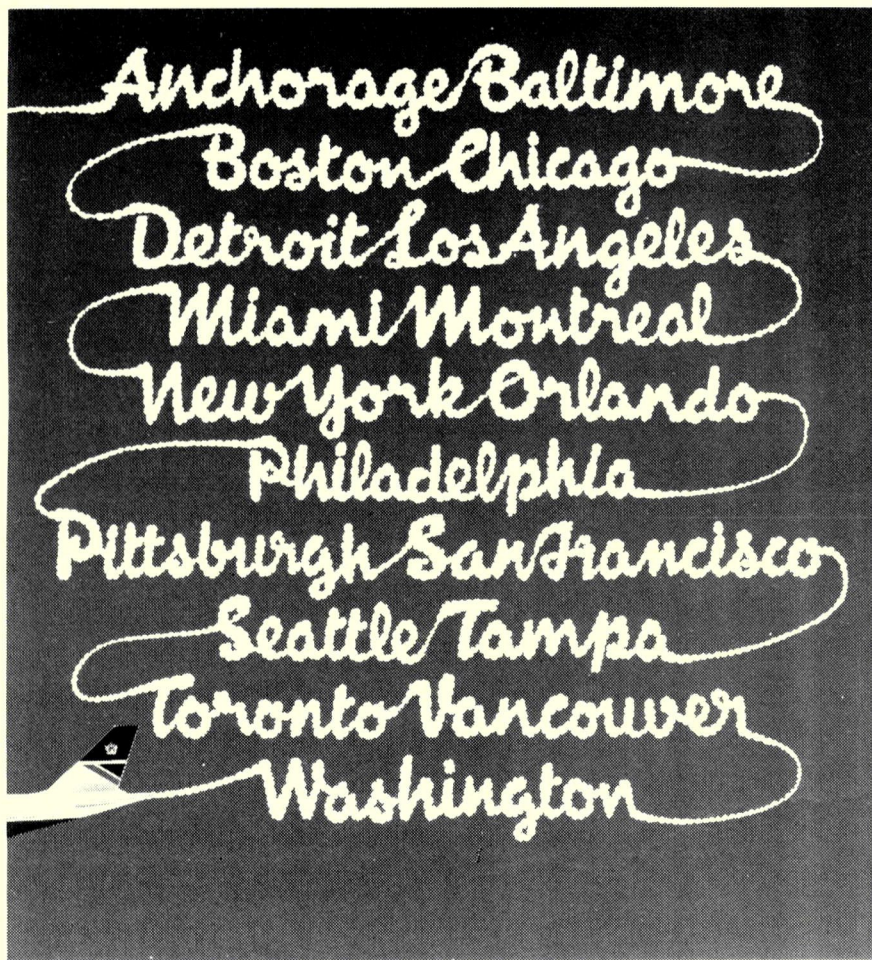 Anchorage Baltimore
Boston Chicago
Detroit Los Angeles
Miami Montreal
New York Orlando
Philadelphia
Pittsburgh San Francisco
Seattle Tampa
Toronto Vancouver
Washington